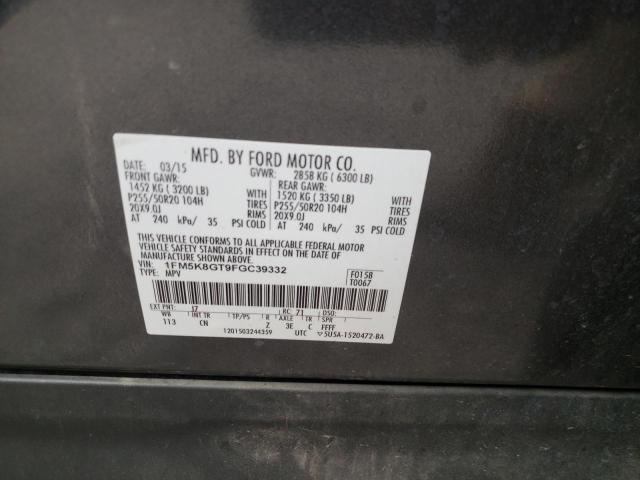 MFD. BY FORD MOTOR CO.
DATE: 03/15 GVWR: 2858 KG ( 6300 LB)
FRONT GAWR: REAR GAWR:
1452 KG ( 3200 LB) WITH 1520 KG ( 3350 LB) WITH
P255/50R20 104H TIRES P255/50R20 104H TIRES
20X9.0J RIMS 20X9.0J RIMS
AT 240 kPa/ 35 PSI COLD AT 240 kPa/ 35 PSI COLD
THIS VEHICLE CONFORMS TO ALL APPLICABLE FEDERAL MOTOR
VEHICLE SAFETY STANDARDS IN EFFECT ON THE DATE OF
MANUFACTURE SHOWN ABOVE.
VIN: 1FM5K8GT9FGC39332 F0158
TYPE: MPV T0067
EXT PNT: J7 RC: 71 DSO:
WB INT TR TP/PS R AXLE TR SPR
113 CN Z 3E C FFFF
1201503244359 UTC ▽5U5A-1520472-BA